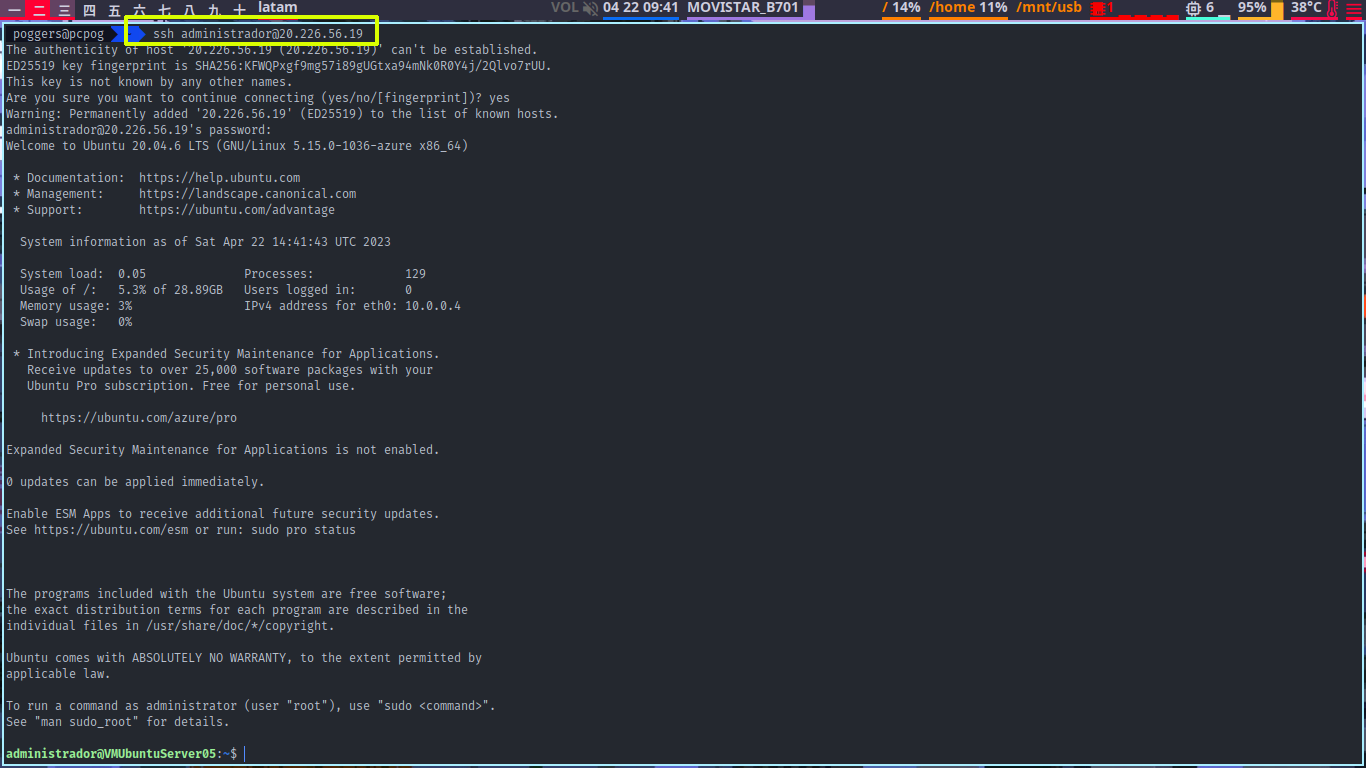 一 二 三 四 五 六 七 八 九 十 latam VOL 04 22 09:41 MOVISTAR_B701 / 14% /home 11% /mnt/usb 1 6 95% 38°C
poggers@pcpog ~ ssh administrador@20.226.56.19
The authenticity of host '20.226.56.19 (20.226.56.19)' can't be established.
ED25519 key fingerprint is SHA256:KFWQPxgf9mg57i89gUGtxa94mNk0R0Y4j/2Qlvo7rUU.
This key is not known by any other names.
Are you sure you want to continue connecting (yes/no/[fingerprint])? yes
Warning: Permanently added '20.226.56.19' (ED25519) to the list of known hosts.
administrador@20.226.56.19's password:
Welcome to Ubuntu 20.04.6 LTS (GNU/Linux 5.15.0-1036-azure x86_64)
* Documentation:  https://help.ubuntu.com
* Management:     https://landscape.canonical.com
* Support:        https://ubuntu.com/advantage
System information as of Sat Apr 22 14:41:43 UTC 2023
System load:  0.05              Processes:             129
Usage of /:   5.3% of 28.89GB   Users logged in:       0
Memory usage: 3%                IPv4 address for eth0: 10.0.0.4
Swap usage:   0%
* Introducing Expanded Security Maintenance for Applications.
Receive updates to over 25,000 software packages with your
Ubuntu Pro subscription. Free for personal use.
https://ubuntu.com/azure/pro
Expanded Security Maintenance for Applications is not enabled.
0 updates can be applied immediately.
Enable ESM Apps to receive additional future security updates.
See https://ubuntu.com/esm or run: sudo pro status
The programs included with the Ubuntu system are free software;
the exact distribution terms for each program are described in the
individual files in /usr/share/doc/*/copyright.
Ubuntu comes with ABSOLUTELY NO WARRANTY, to the extent permitted by
applicable law.
To run a command as administrator (user "root"), use "sudo <command>".
See "man sudo_root" for details.
administrador@VMUbuntuServer05:~$